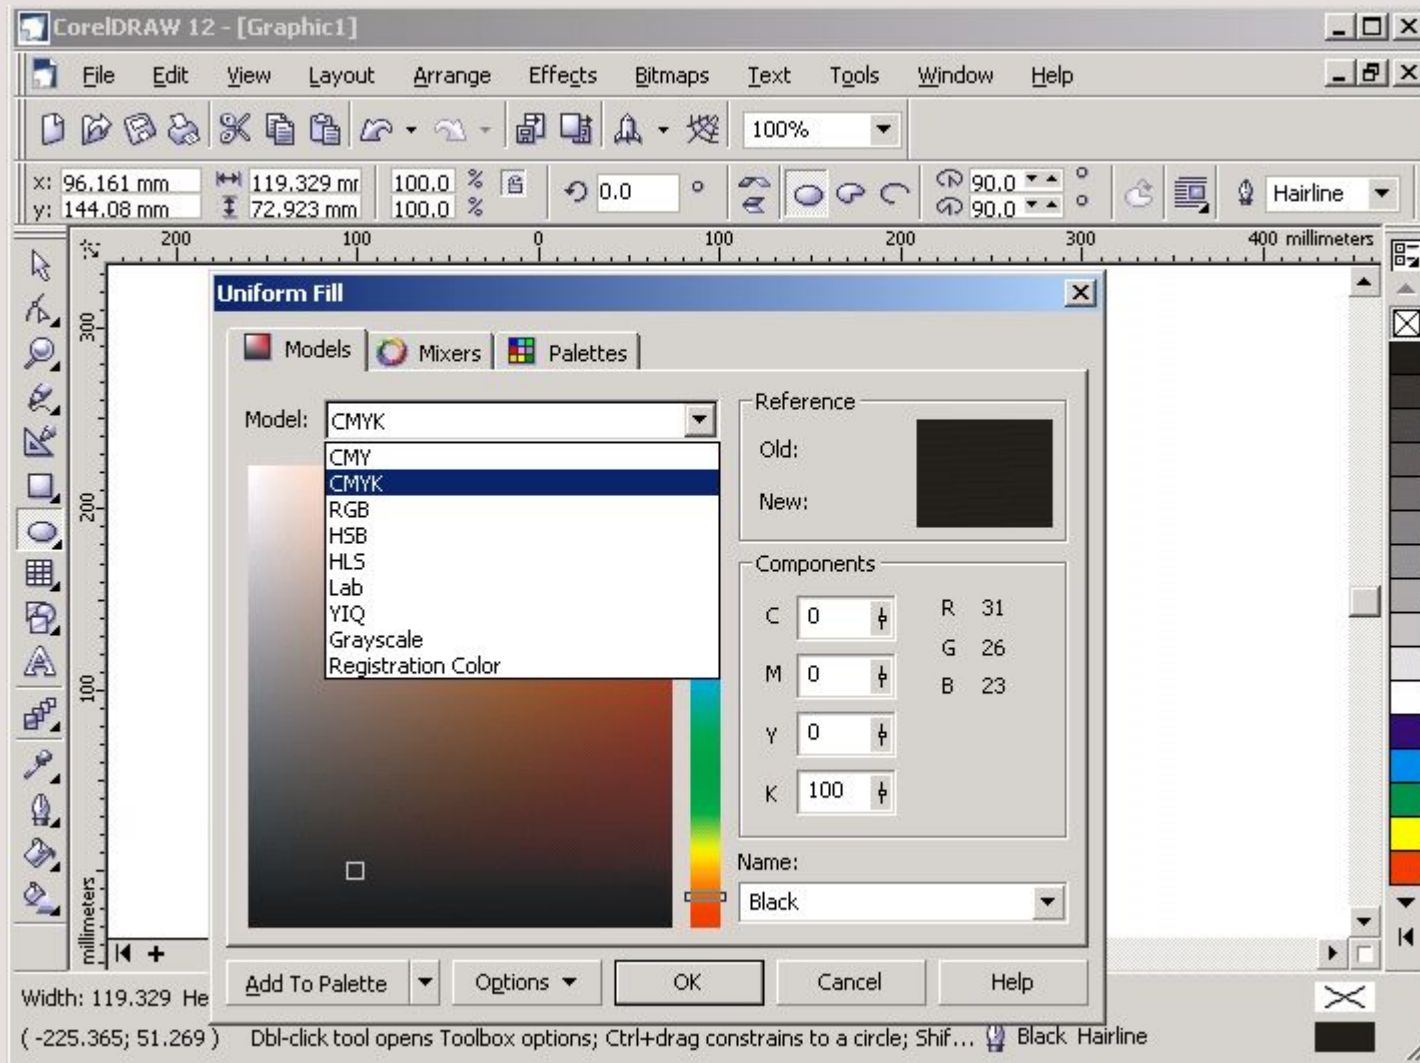 CorelDRAW 12 - [Graphic1]
File Edit View Layout Arrange Effects Bitmaps Text Tools Window Help
100%
x: 96.161 mm 119.329 mr 100.0 % 0.0 ° 90.0 ° Hairline
y: 144.08 mm 72.923 mm 100.0 % 90.0 °
200 100 0 100 200 300 400 millimeters
300
200
100
millimeters
Uniform Fill
Models Mixers Palettes
Model: CMYK
CMY
CMYK
RGB
HSB
HLS
Lab
YIQ
Grayscale
Registration Color
Reference
Old:
New:
Components
C 0 R 31
M 0 G 26
B 23
Y 0
K 100
Name:
Black
Add To Palette Options OK Cancel Help
Width: 119.329 He
( -225.365; 51.269 ) Dbl-click tool opens Toolbox options; Ctrl+drag constrains to a circle; Shif... Black Hairline